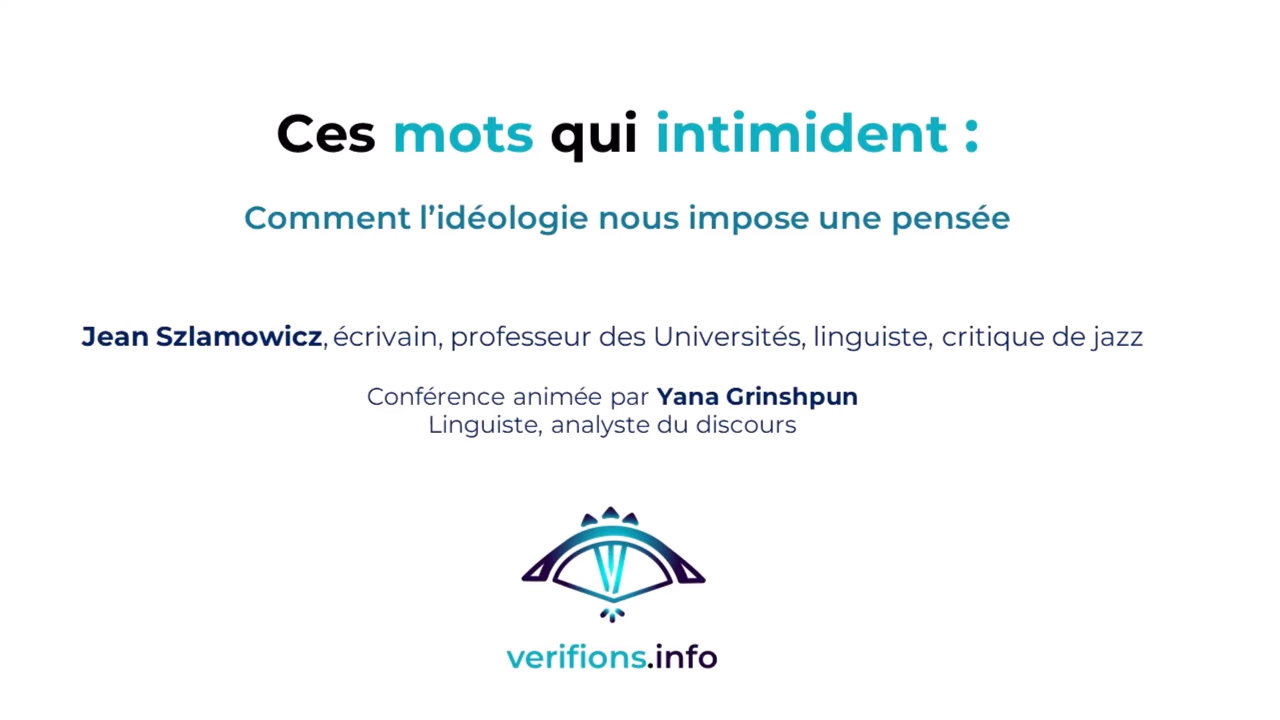 Ces mots qui intimident :
Comment l’idéologie nous impose une pensée
Jean Szlamowicz, écrivain, professeur des Universités, linguiste, critique de jazz
Conférence animée par Yana Grinshpun
Linguiste, analyste du discours
verifions.info